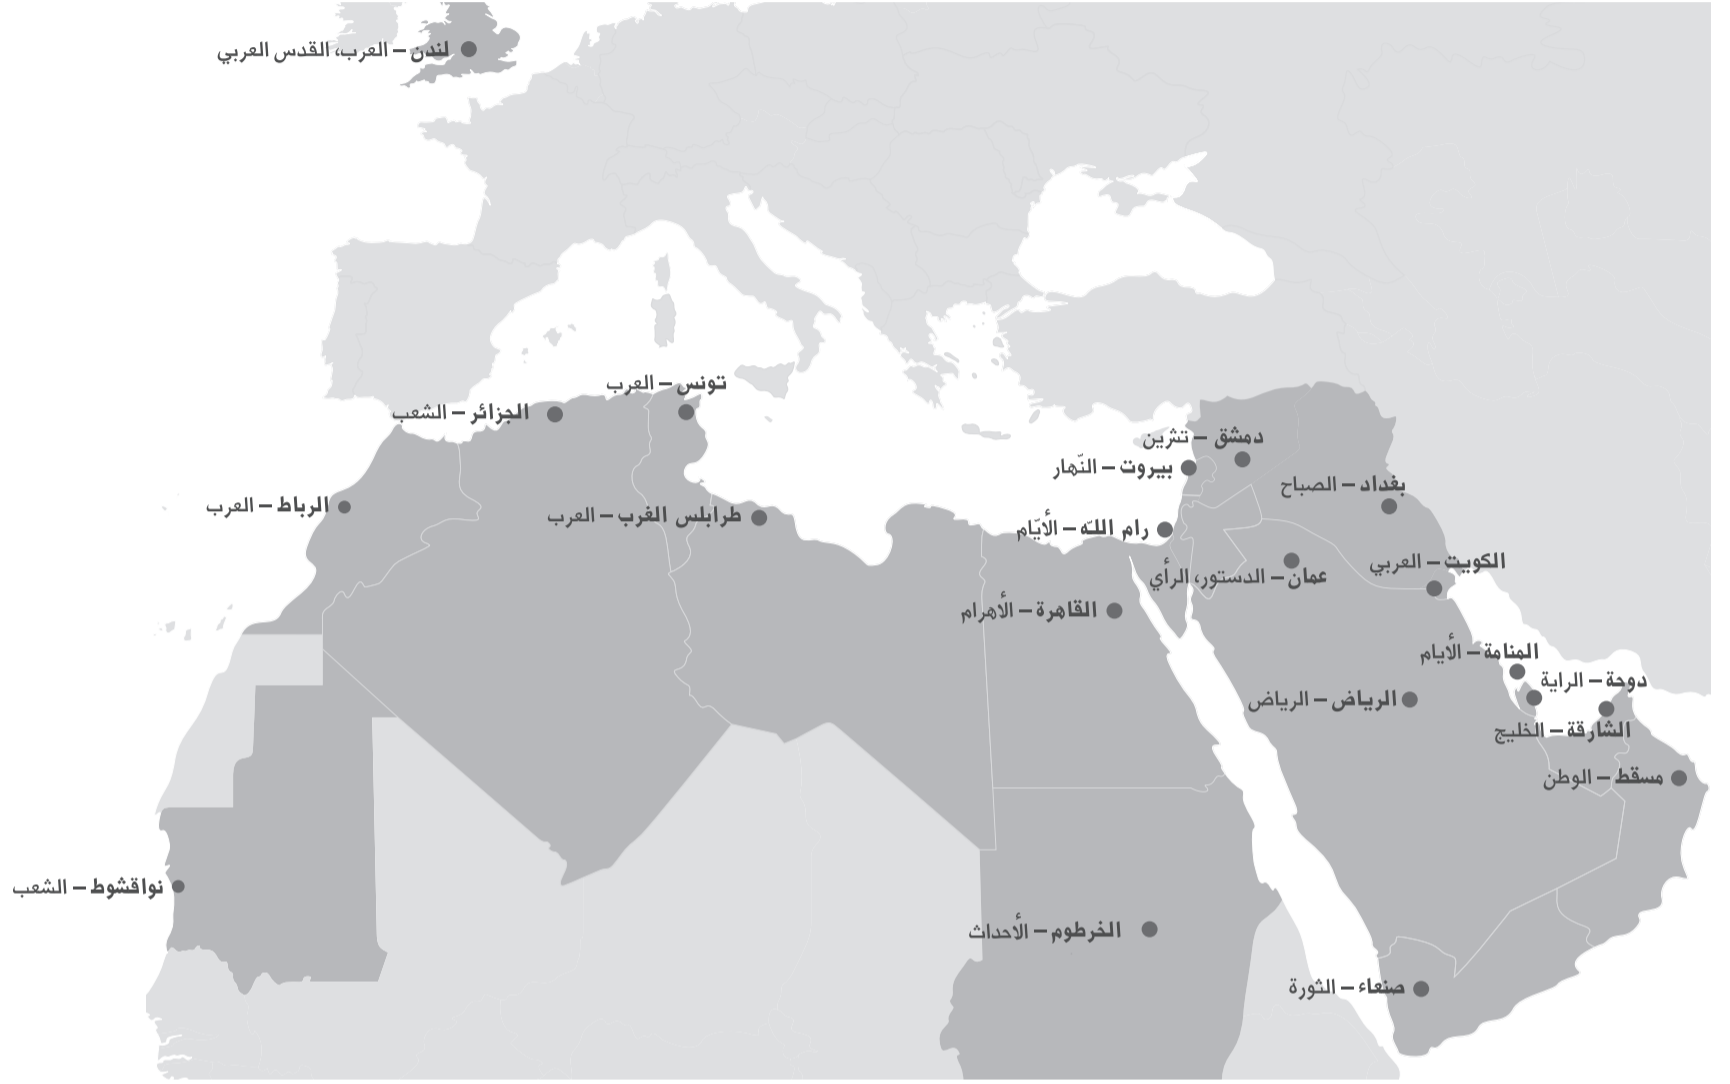 لندن – العرب، القدس العربي
تونس – العرب
الجزائر – الشعب
دمشق – تشرين
بيروت – النّهار
بغداد – الصباح
الرباط – العرب
طرابلس الغرب – العرب
رام اللّه – الأيّام
الكويت – العربي
عمان – الدستور، الرأي
القاهرة – الأهرام
المنامة – الأيام
دوحة – الراية
الرياض – الرياض
الشارقة – الخليج
مسقط – الوطن
نواقشوط – الشعب
الخرطوم – الأحداث
صنعاء – الثورة